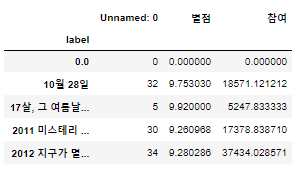 Unnamed: 0 별점 참여
label
0.0 0 0.000000 0.000000
10월 28일 32 9.753030 18571.121212
17살, 그 여름날... 5 9.920000 5247.833333
2011 미스테리 ... 30 9.260968 17378.838710
2012 지구가 멸... 34 9.280286 37434.028571